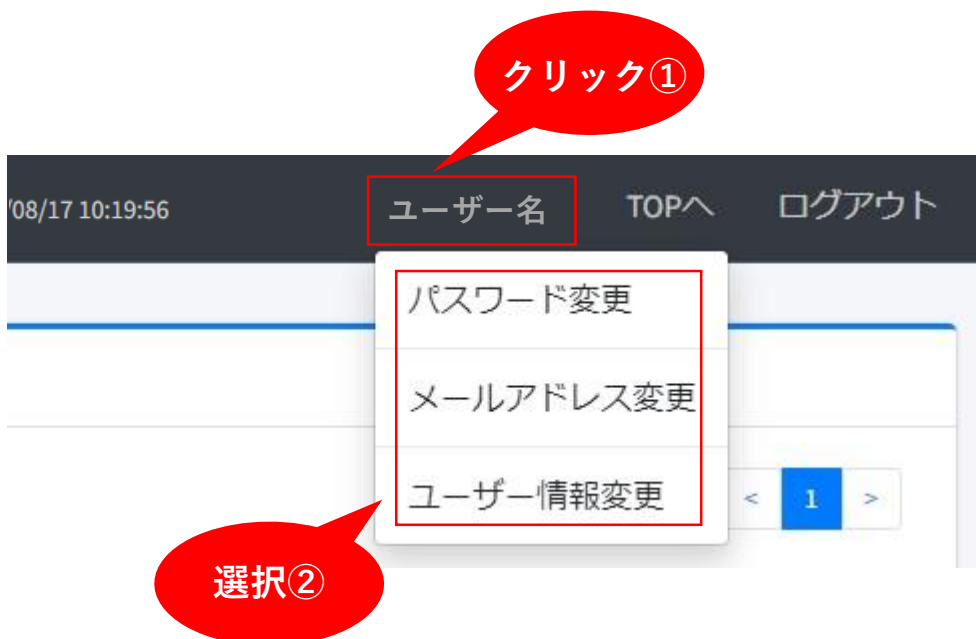 クリック①
/08/17 10:19:56 ユーザー名 TOPへ ログアウト
パスワード変更
メールアドレス変更
ユーザー情報変更
< 1 >
選択②